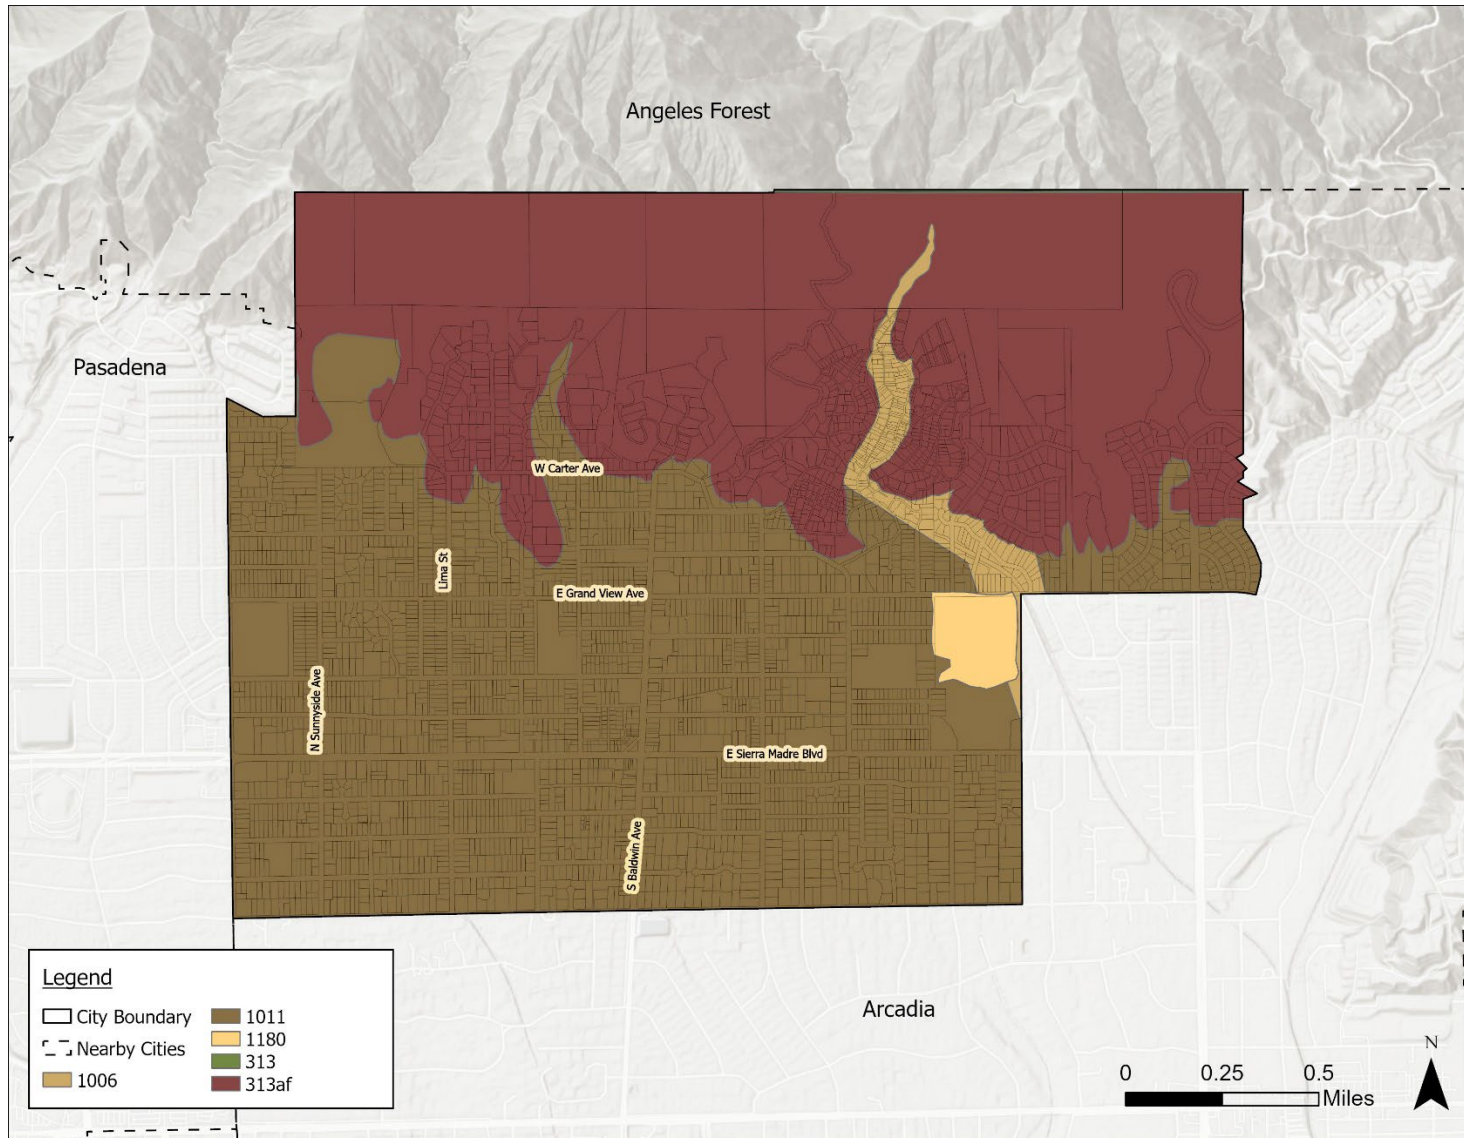 Angeles Forest
Pasadena
W Carter Ave
Lima St
E Grand View Ave
N Sunnyside Ave
E Sierra Madre Blvd
S Baldwin Ave
Arcadia
Legend
City Boundary
Nearby Cities
1006
1011
1180
313
313af
N
0 0.25 0.5
Miles